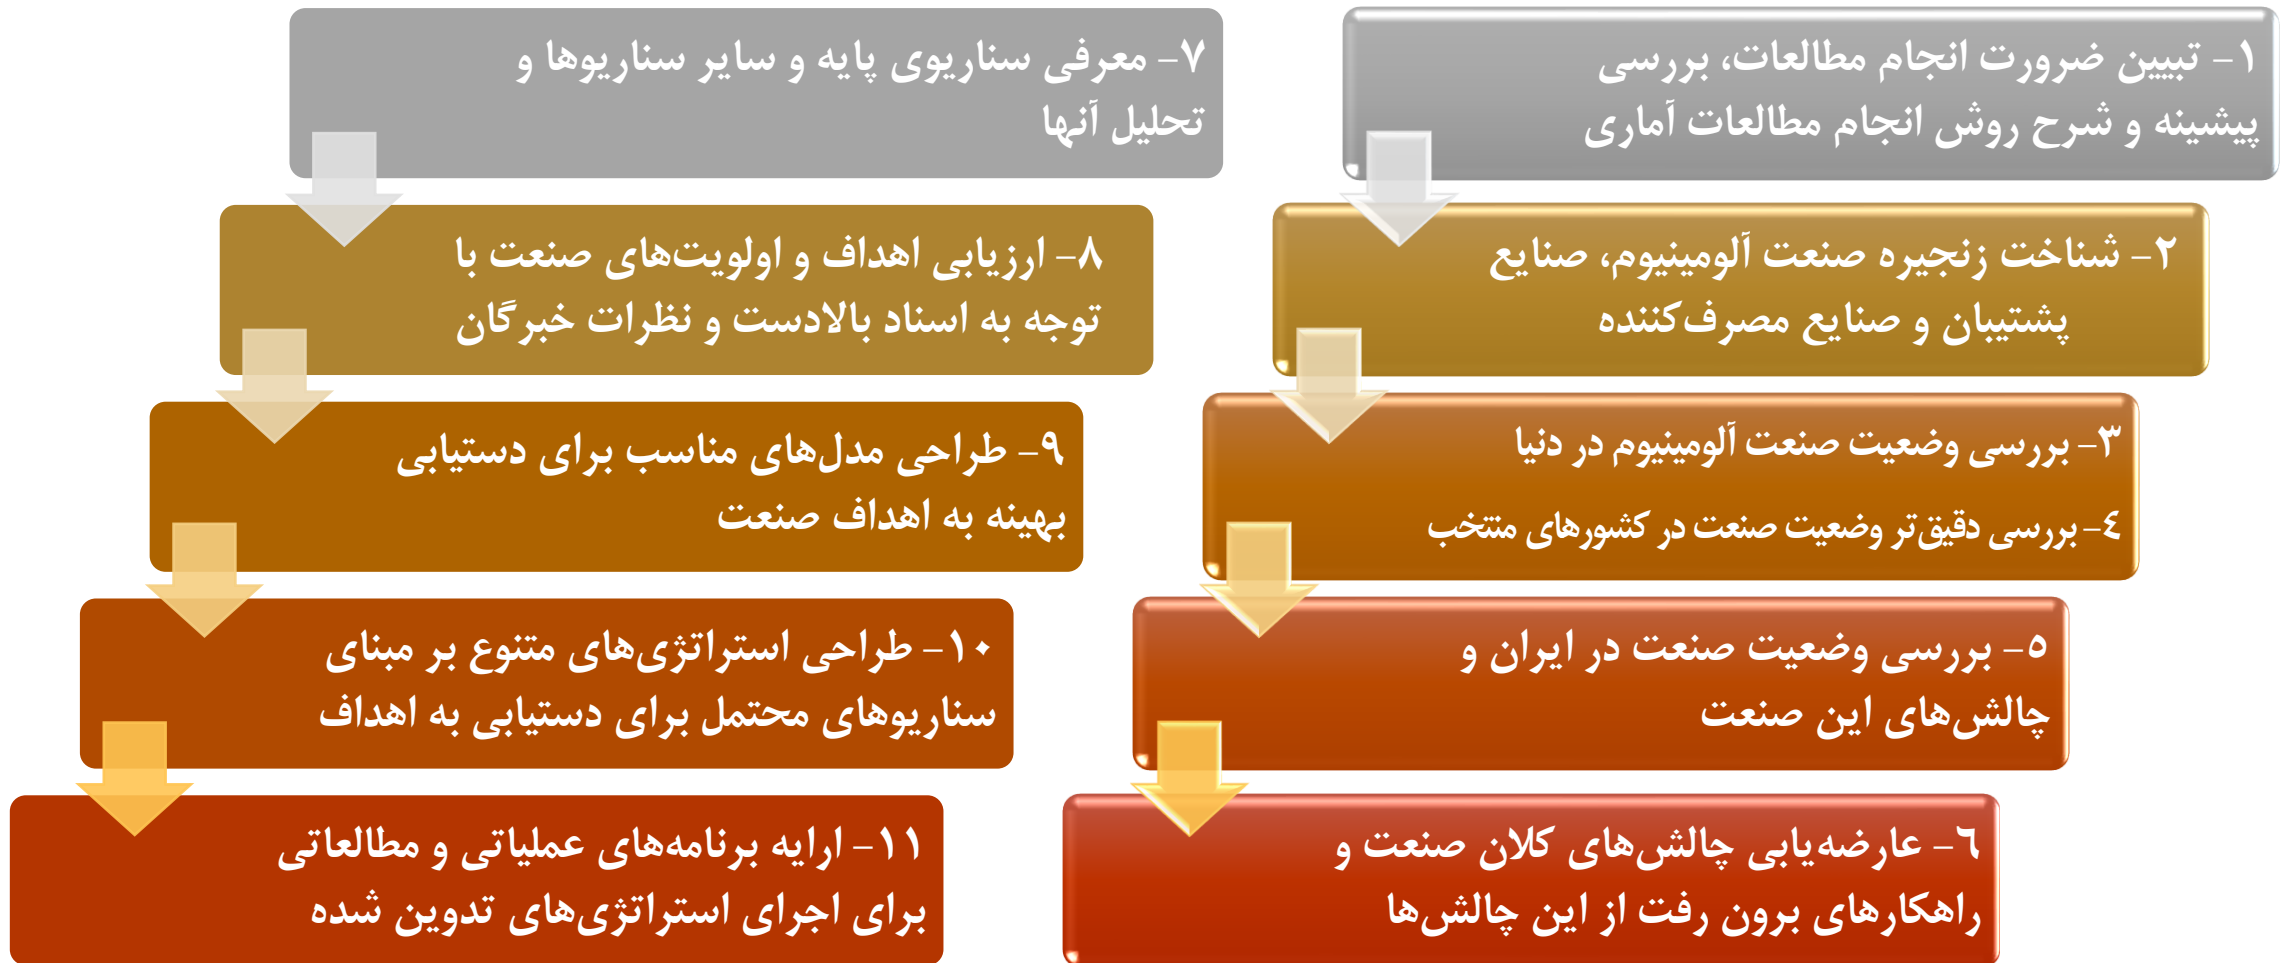 ۱- تبیین ضرورت انجام مطالعات، بررسی
پیشینه و شرح روش انجام مطالعات آماری
۲- شناخت زنجیره صنعت آلومینیوم، صنایع
پشتیبان و صنایع مصرف‌کننده
۳- بررسی وضعیت صنعت آلومینیوم در دنیا
٤- بررسی دقیق‌تر وضعیت صنعت در کشورهای منتخب
٥- بررسی وضعیت صنعت در ایران و
چالش‌های این صنعت
٦- عارضه‌یابی چالش‌های کلان صنعت و
راهکارهای برون رفت از این چالش‌ها
۷- معرفی سناریوی پایه و سایر سناریوها و
تحلیل آنها
۸- ارزیابی اهداف و اولویت‌های صنعت با
توجه به اسناد بالادست و نظرات خبرگان
۹- طراحی مدل‌های مناسب برای دستیابی
بهینه به اهداف صنعت
۱۰- طراحی استراتژی‌های متنوع بر مبنای
سناریوهای محتمل برای دستیابی به اهداف
۱۱- ارایه برنامه‌های عملیاتی و مطالعاتی
برای اجرای استراتژی‌های تدوین شده